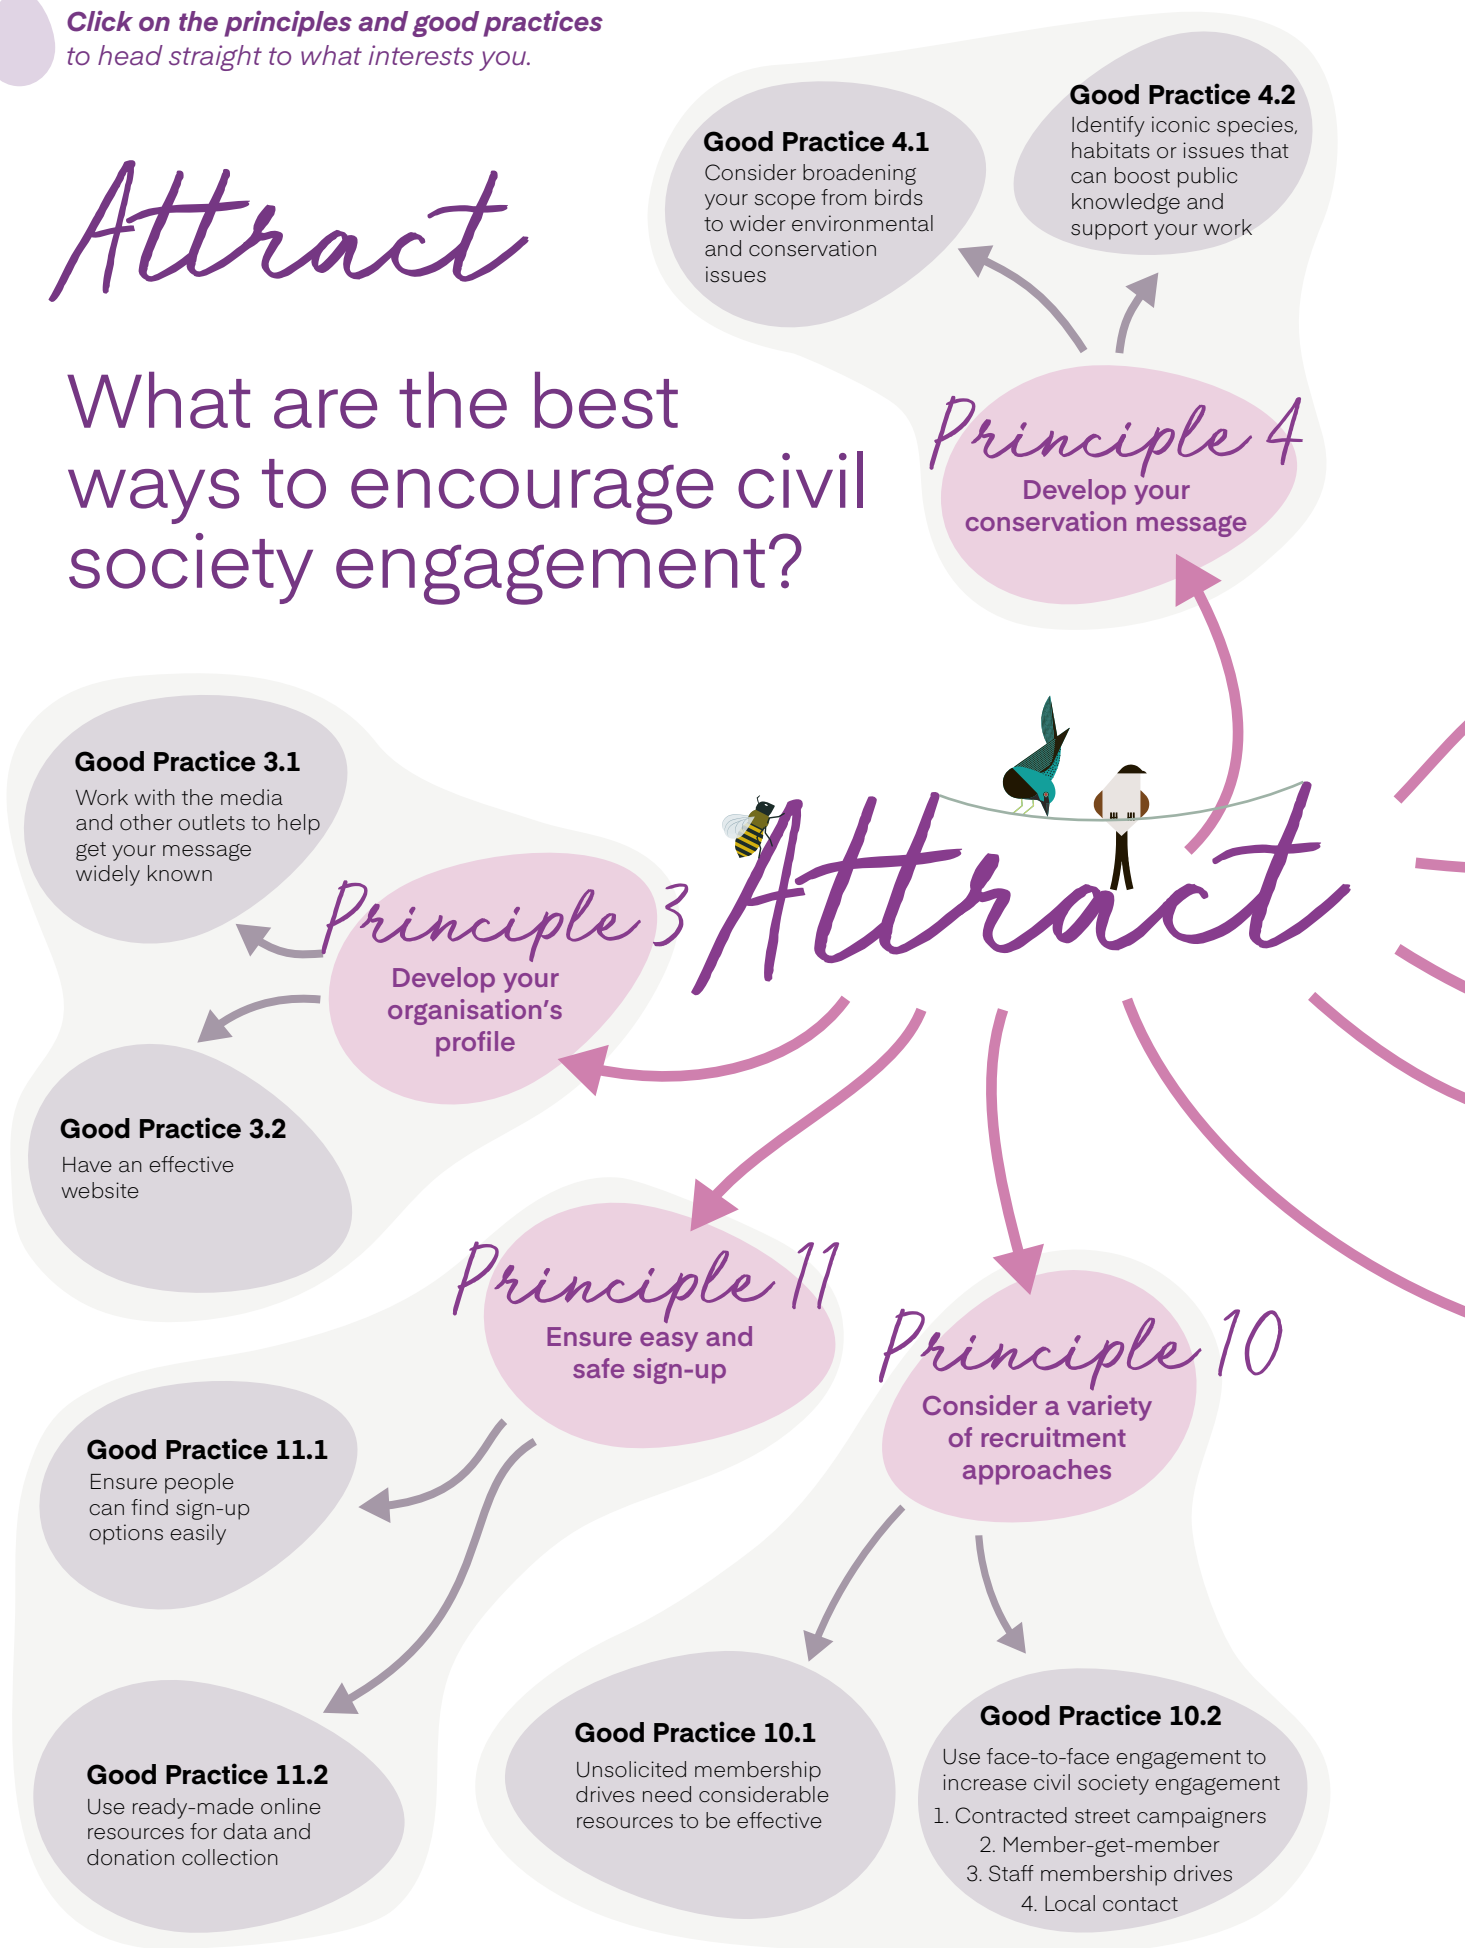 Click on the principles and good practices
to head straight to what interests you.
Attract
What are the best
ways to encourage civil
society engagement?
Good Practice 4.1
Consider broadening
your scope from birds
to wider environmental
and conservation
issues
Good Practice 4.2
Identify iconic species,
habitats or issues that
can boost public
knowledge and
support your work
Principle 4
Develop your
conservation message
Good Practice 3.1
Work with the media
and other outlets to help
get your message
widely known
Principle 3
Develop your
organisation's
profile
Attract
Good Practice 3.2
Have an effective
website
Principle 11
Ensure easy and
safe sign-up
Principle 10
Consider a variety
of recruitment
approaches
Good Practice 11.1
Ensure people
can find sign-up
options easily
Good Practice 11.2
Use ready-made online
resources for data and
donation collection
Good Practice 10.1
Unsolicited membership
drives need considerable
resources to be effective
Good Practice 10.2
Use face-to-face engagement to
increase civil society engagement
1. Contracted street campaigners
2. Member-get-member
3. Staff membership drives
4. Local contact